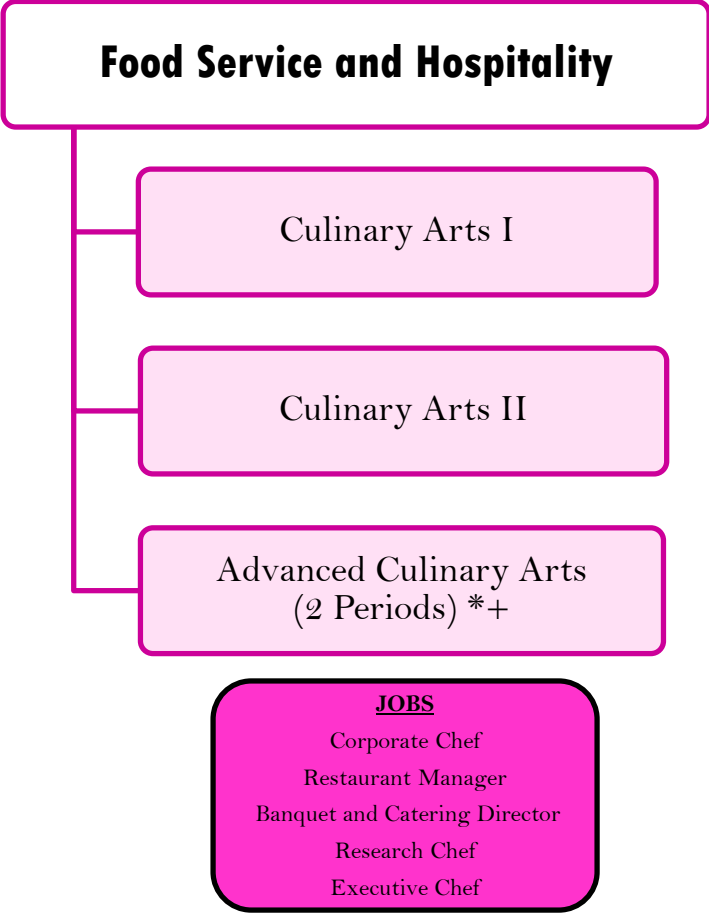 Food Service and Hospitality
Culinary Arts I
Culinary Arts II
Advanced Culinary Arts
(2 Periods) *+
JOBS
Corporate Chef
Restaurant Manager
Banquet and Catering Director
Research Chef
Executive Chef